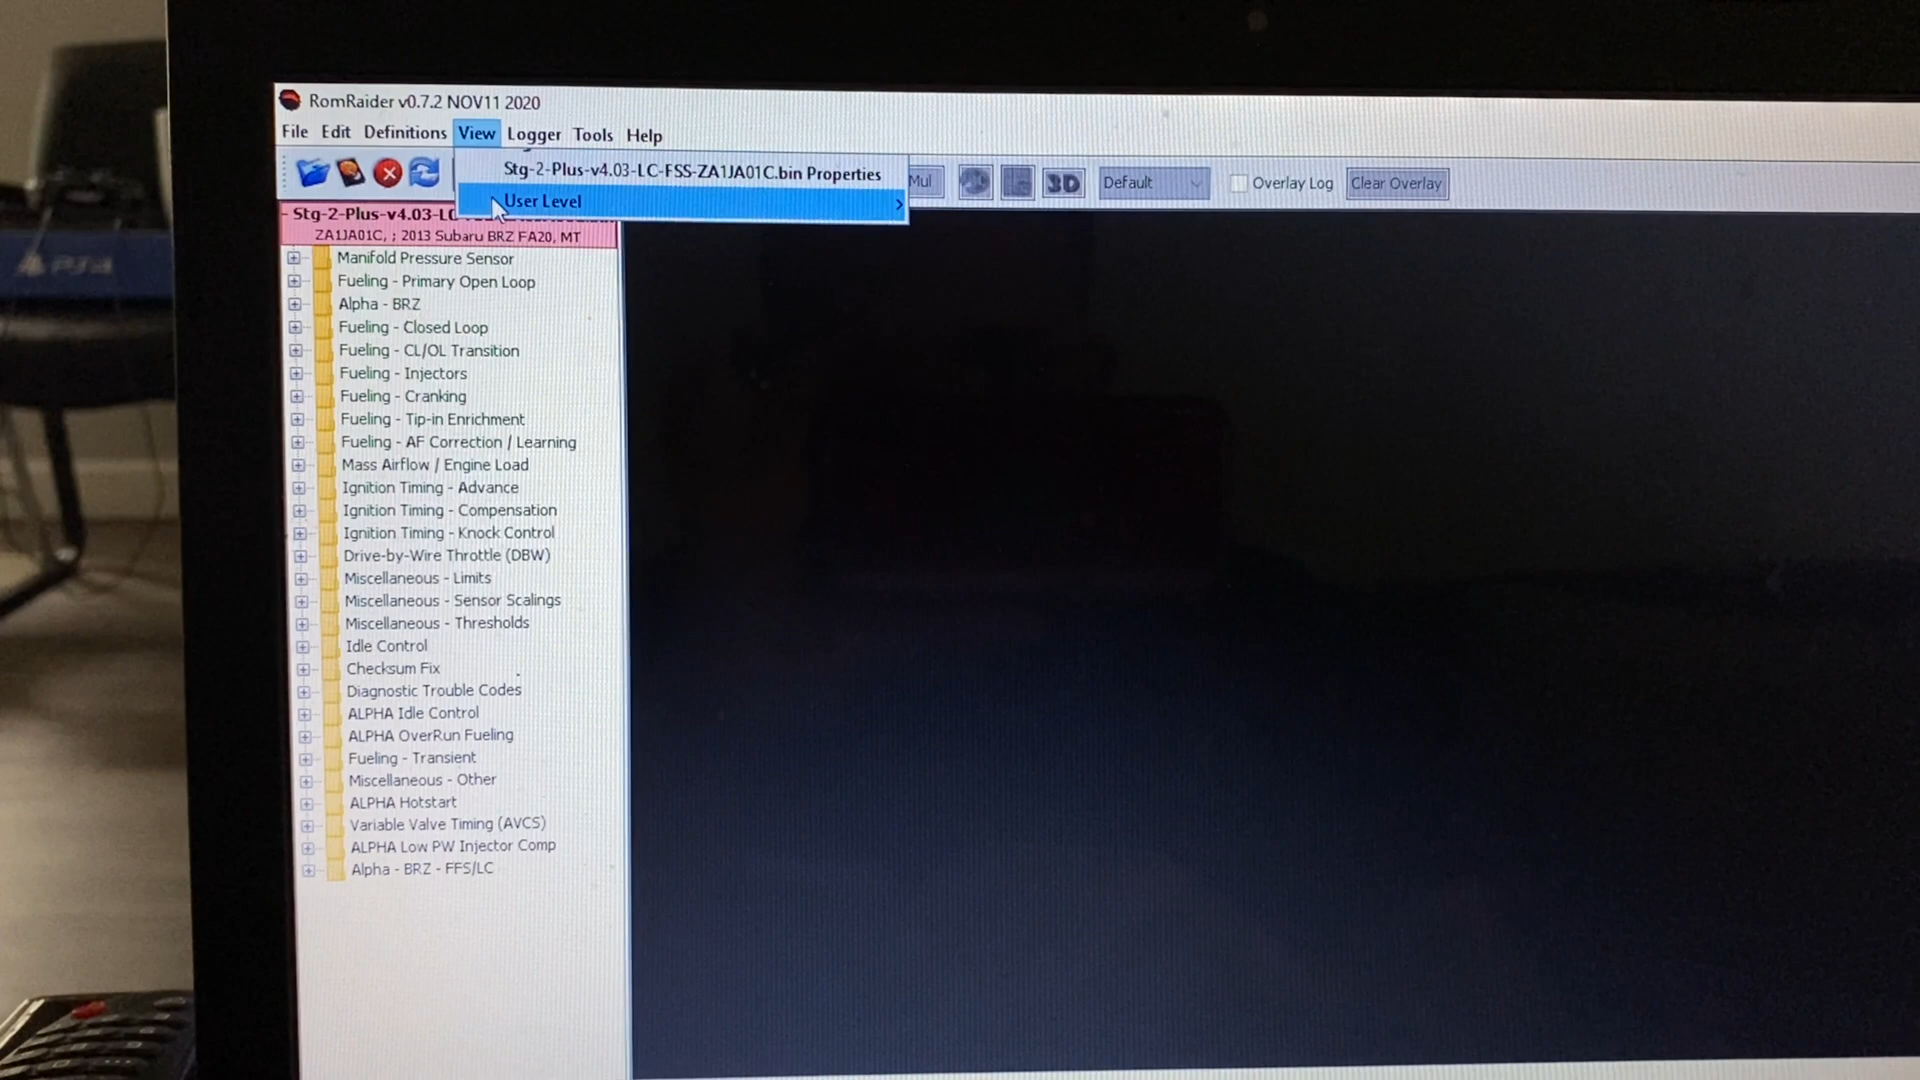 RomRaider v0.7.2 NOV11 2020
File Edit Definitions View Logger Tools Help
Stg-2-Plus-v4.03-LC-FSS-ZA1JA01C.bin Properties
User Level
Mul
3D
Default
Overlay Log
Clear Overlay
Stg-2-Plus-v4.03-LC
ZA1JA01C, ; 2013 Subaru BRZ FA20, MT
Manifold Pressure Sensor
Fueling - Primary Open Loop
Alpha - BRZ
Fueling - Closed Loop
Fueling - CL/OL Transition
Fueling - Injectors
Fueling - Cranking
Fueling - Tip-in Enrichment
Fueling - AF Correction / Learning
Mass Airflow / Engine Load
Ignition Timing - Advance
Ignition Timing - Compensation
Ignition Timing - Knock Control
Drive-by-Wire Throttle (DBW)
Miscellaneous - Limits
Miscellaneous - Sensor Scalings
Miscellaneous - Thresholds
Idle Control
Checksum Fix
Diagnostic Trouble Codes
ALPHA Idle Control
ALPHA OverRun Fueling
Fueling - Transient
Miscellaneous - Other
ALPHA Hotstart
Variable Valve Timing (AVCS)
ALPHA Low PW Injector Comp
Alpha - BRZ - FFS/LC
PS4